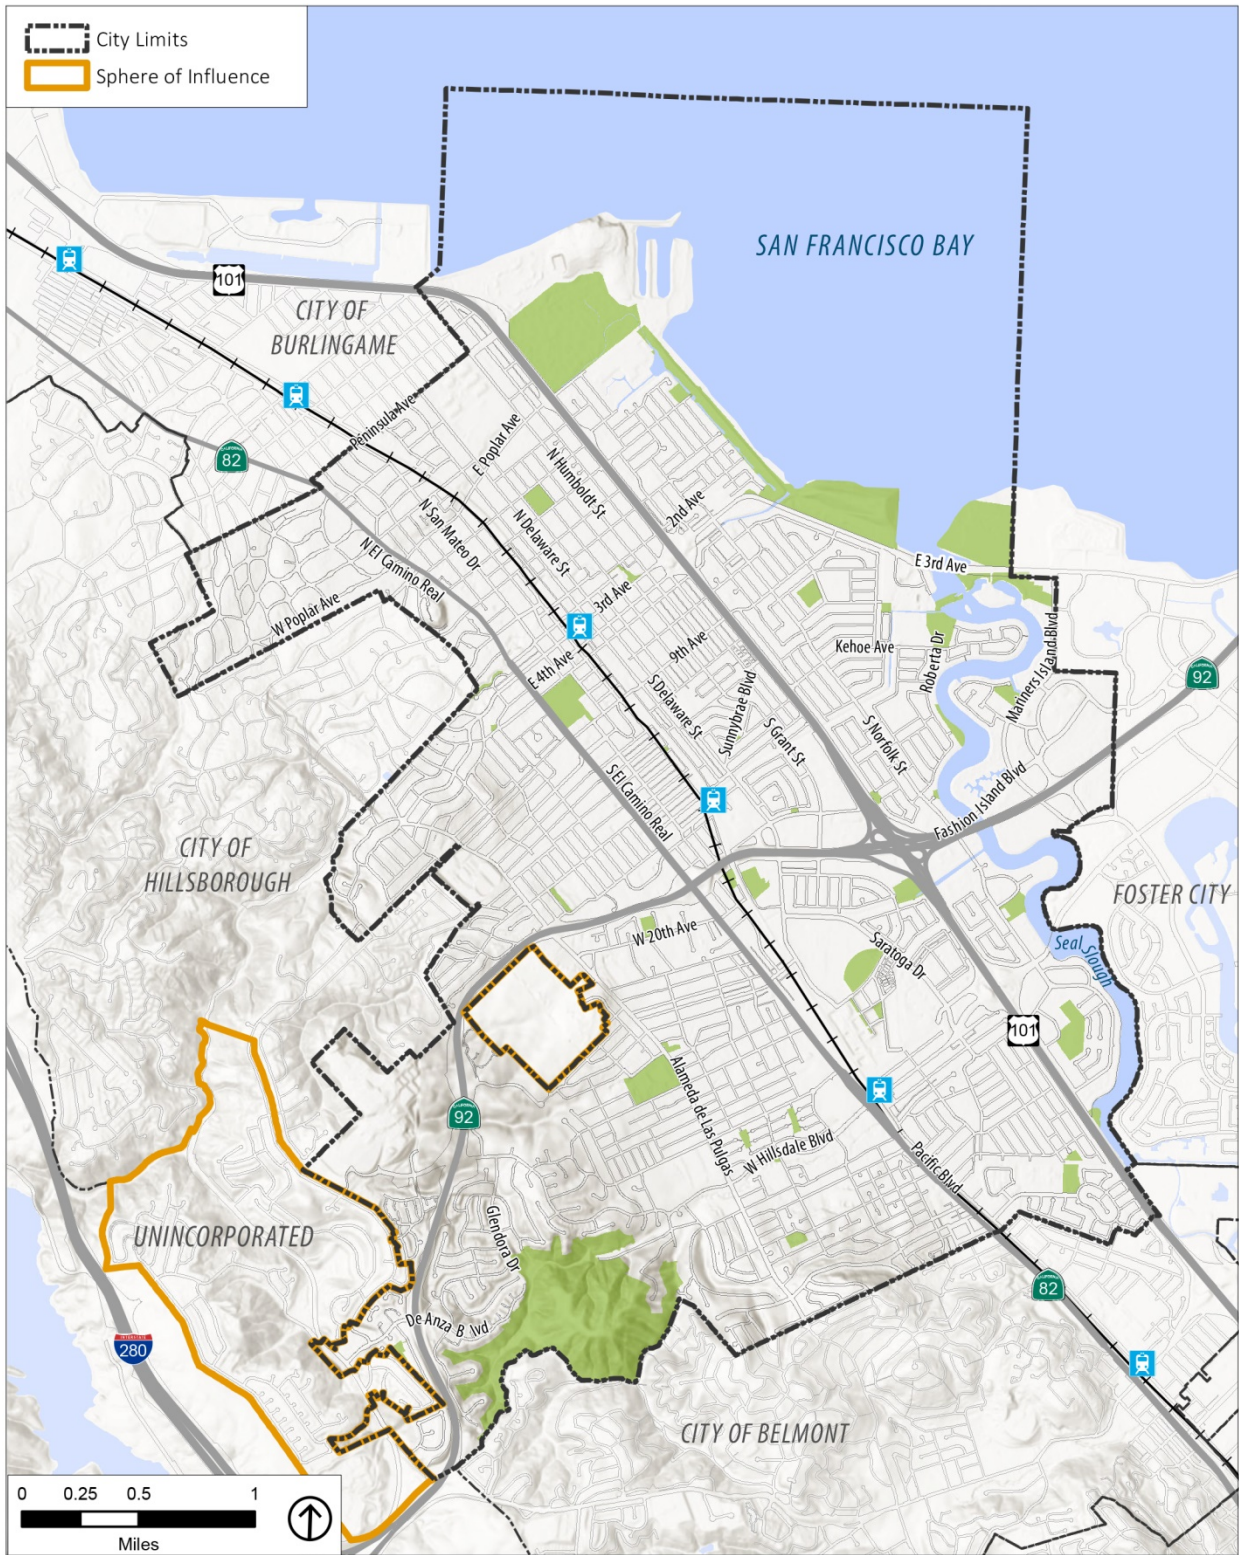 City Limits
Sphere of Influence
SAN FRANCISCO BAY
101
CITY OF
BURLINGAME
Peninsula Ave
82
E Poplar Ave
N Humboldt St
2nd Ave
N San Mateo Dr
N Delaware St
N El Camino Real
E 3rd Ave
3rd Ave
W Poplar Ave
9th Ave
Kehoe Ave
Roberta Dr
Mariners Island Blvd
92
E 4th Ave
S Delaware St
Sunnybrae Blvd
S Grant St
S Norfolk St
S El Camino Real
Fashion Island Blvd
CITY OF
HILLSBOROUGH
FOSTER CITY
W 20th Ave
Saratoga Dr
Seal Slough
101
92
Alameda de Las Pulgas
W Hillsdale Blvd
Pacific Blvd
UNINCORPORATED
Glendora Dr
82
De Anza B lvd
INTERSTATE
280
CITY OF BELMONT
0 0.25 0.5 1
Miles